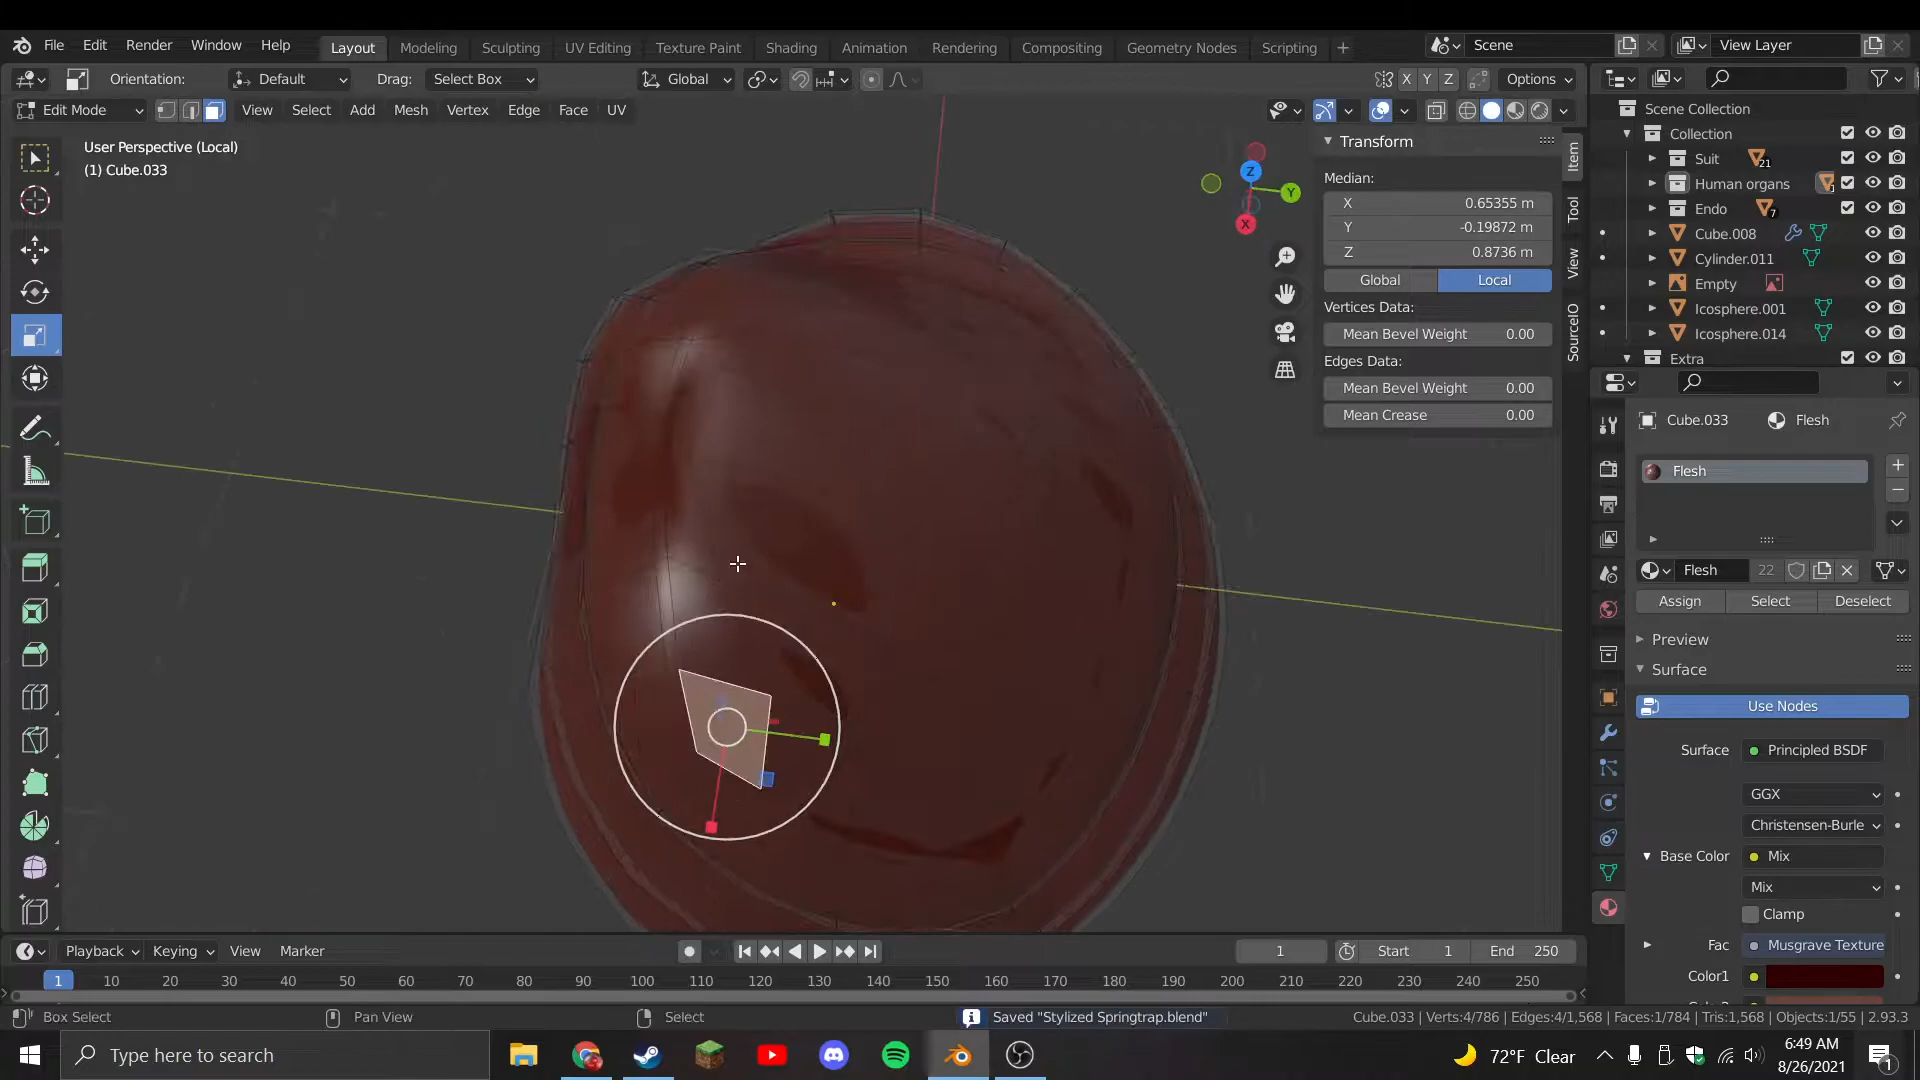 File Edit Render Window Help Layout Modeling Sculpting UV Editing Texture Paint Shading Animation Rendering Compositing Geometry Nodes Scripting Scene View Layer
Orientation: Default Drag: Select Box Global X Y Z Options
Edit Mode View Select Add Mesh Vertex Edge Face UV
User Perspective (Local)
(1) Cube.033
Z
Y
X
Transform
Median:
X 0.65355 m
Y -0.19872 m
Z 0.8736 m
Global Local
Vertices Data:
Mean Bevel Weight 0.00
Edges Data:
Mean Bevel Weight 0.00
Mean Crease 0.00
Item
Tool
View
SourceIO
Scene Collection
Collection
Suit 21
Human organs
Endo 7
Cube.008
Cylinder.011
Empty
Icosphere.001
Icosphere.014
Extra
Cube.033 Flesh
Flesh
Flesh 22
Assign Select Deselect
Preview
Surface
Use Nodes
Surface Principled BSDF
GGX
Christensen-Burle
Base Color Mix
Mix
Clamp
Fac Musgrave Texture
Color1
Playback Keying View Marker 1 Start 1 End 250
1 10 20 30 40 50 60 70 80 90 100 110 120 130 140 150 160 170 180 190 200 210 220 230 240 250
Box Select Pan View Select Saved "Stylized Springtrap.blend" Cube.033 | Verts:4/786 | Edges:4/1,568 | Faces:1/784 | Tris:1,568 | Objects:1/55 | 2.93.3
Type here to search 72°F Clear 6:49 AM
8/26/2021 1